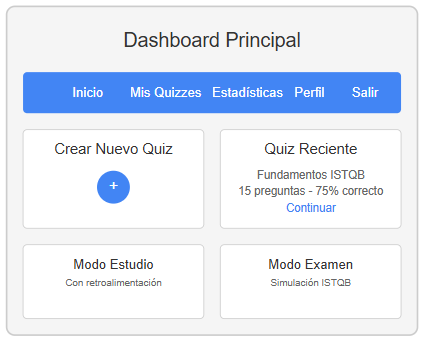 Dashboard Principal
Inicio Mis Quizzes Estadísticas Perfil Salir
Crear Nuevo Quiz
+
Quiz Reciente
Fundamentos ISTQB
15 preguntas - 75% correcto
Continuar
Modo Estudio
Con retroalimentación
Modo Examen
Simulación ISTQB